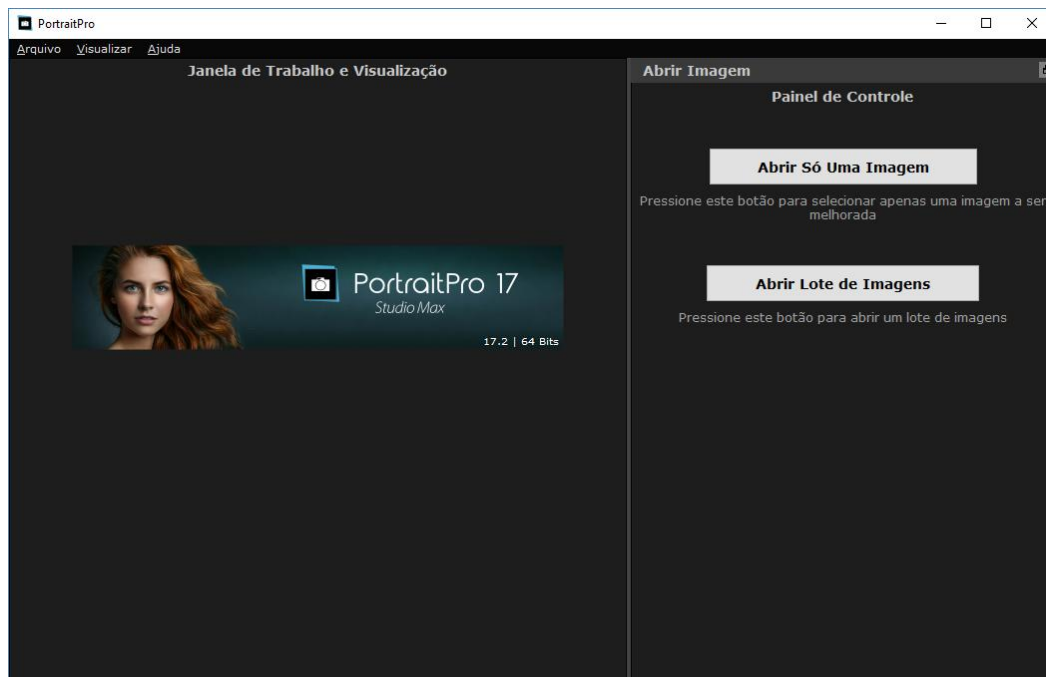 PortraitPro
Arquivo Visualizar Ajuda
Janela de Trabalho e Visualização
PortraitPro 17
Studio Max
17.2 | 64 Bits
Abrir Imagem
Painel de Controle
Abrir Só Uma Imagem
Pressione este botão para selecionar apenas uma imagem a ser
melhorada
Abrir Lote de Imagens
Pressione este botão para abrir um lote de imagens